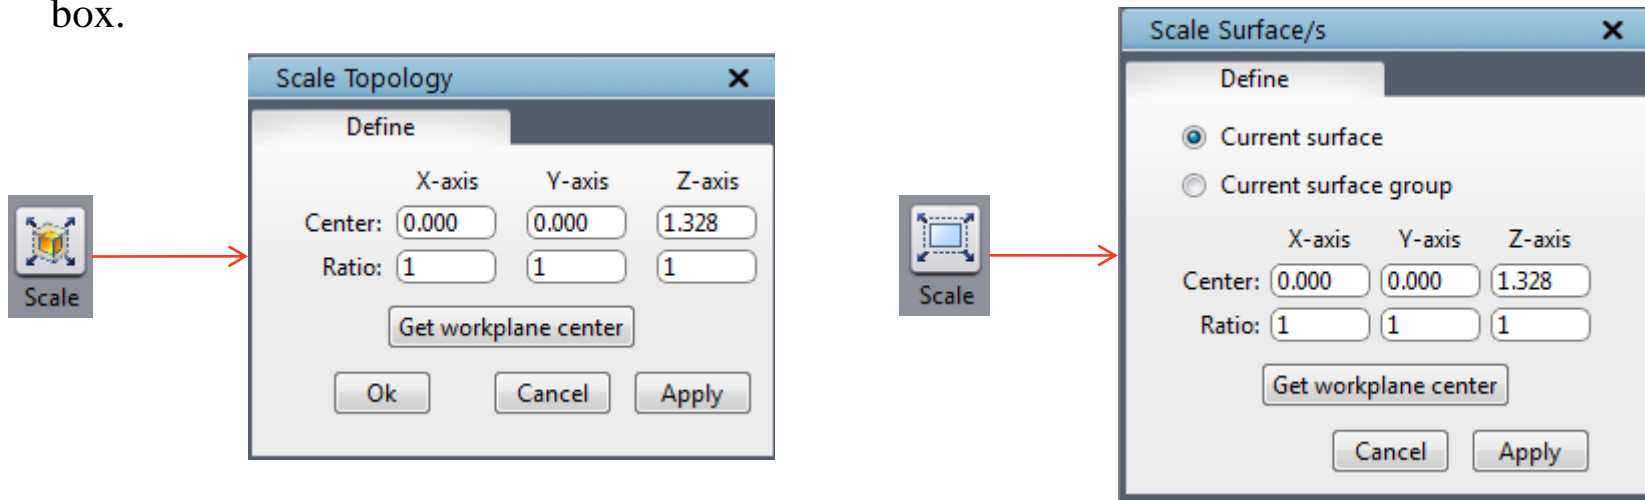 box.
Scale Topology
Define
X-axis Y-axis Z-axis
Center: 0.000 0.000 1.328
Ratio: 1 1 1
Get workplane center
Ok Cancel Apply
Scale
Scale Surface/s
Define
Current surface
Current surface group
X-axis Y-axis Z-axis
Center: 0.000 0.000 1.328
Ratio: 1 1 1
Get workplane center
Cancel Apply
Scale